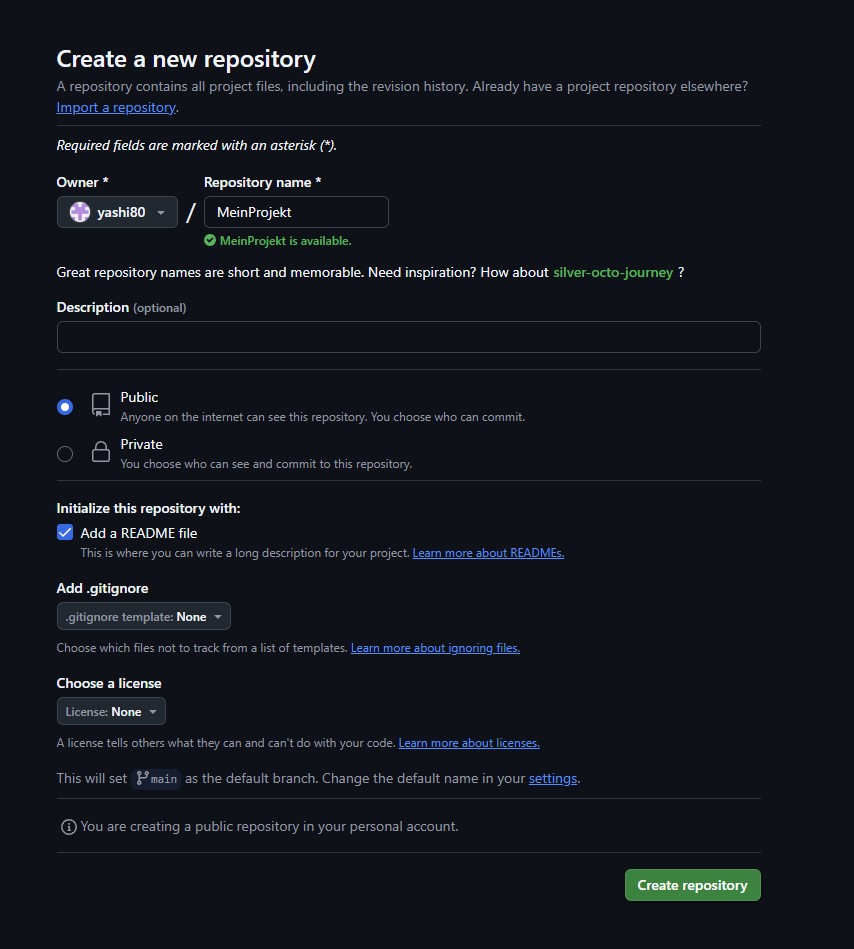 Create a new repository
A repository contains all project files, including the revision history. Already have a project repository elsewhere?
Import a repository.
Required fields are marked with an asterisk (*).
Owner * Repository name *
yashi80 / MeinProjekt
MeinProjekt is available.
Great repository names are short and memorable. Need inspiration? How about silver-octo-journey ?
Description (optional)
Public
Anyone on the internet can see this repository. You choose who can commit.
Private
You choose who can see and commit to this repository.
Initialize this repository with:
Add a README file
This is where you can write a long description for your project. Learn more about READMEs.
Add .gitignore
.gitignore template: None
Choose which files not to track from a list of templates. Learn more about ignoring files.
Choose a license
License: None
A license tells others what they can and can't do with your code. Learn more about licenses.
This will set main as the default branch. Change the default name in your settings.
You are creating a public repository in your personal account.
Create repository